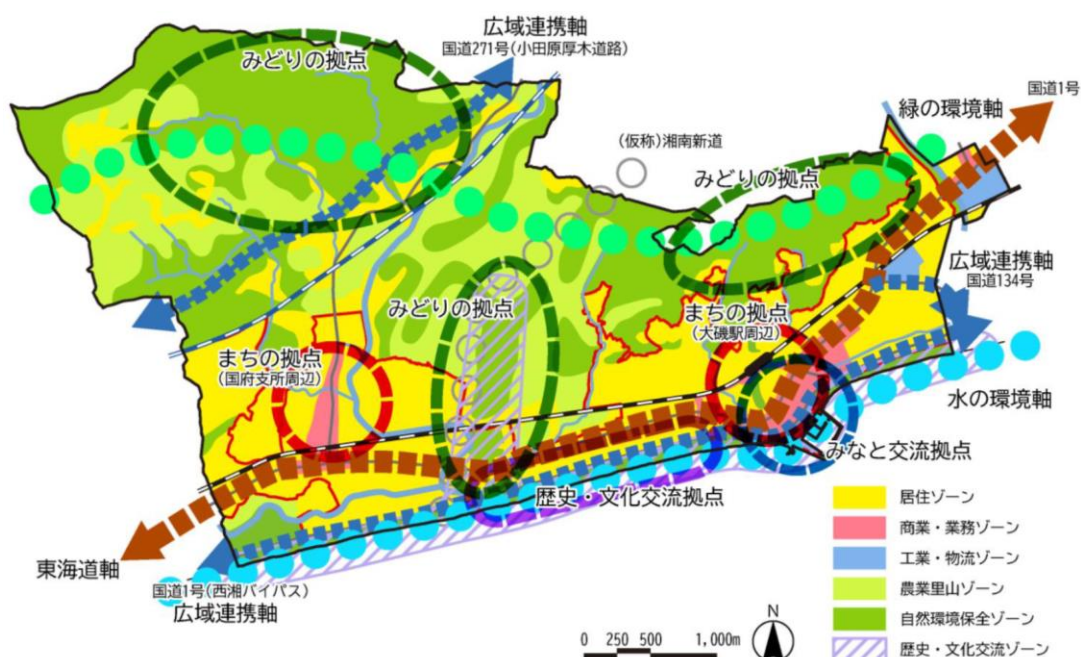 広域連携軸
国道271号(小田原厚木道路)
みどりの拠点
国道1号
緑の環境軸
(仮称)湘南新道
みどりの拠点
広域連携軸
国道134号
みどりの拠点
まちの拠点
(大磯駅周辺)
まちの拠点
(国府支所周辺)
水の環境軸
みなと交流拠点
歴史・文化交流拠点
東海道軸
国道1号(西湘バイパス)
広域連携軸
居住ゾーン
商業・業務ゾーン
工業・物流ゾーン
農業里山ゾーン
自然環境保全ゾーン
歴史・文化交流ゾーン
0 250 500 1,000m
N